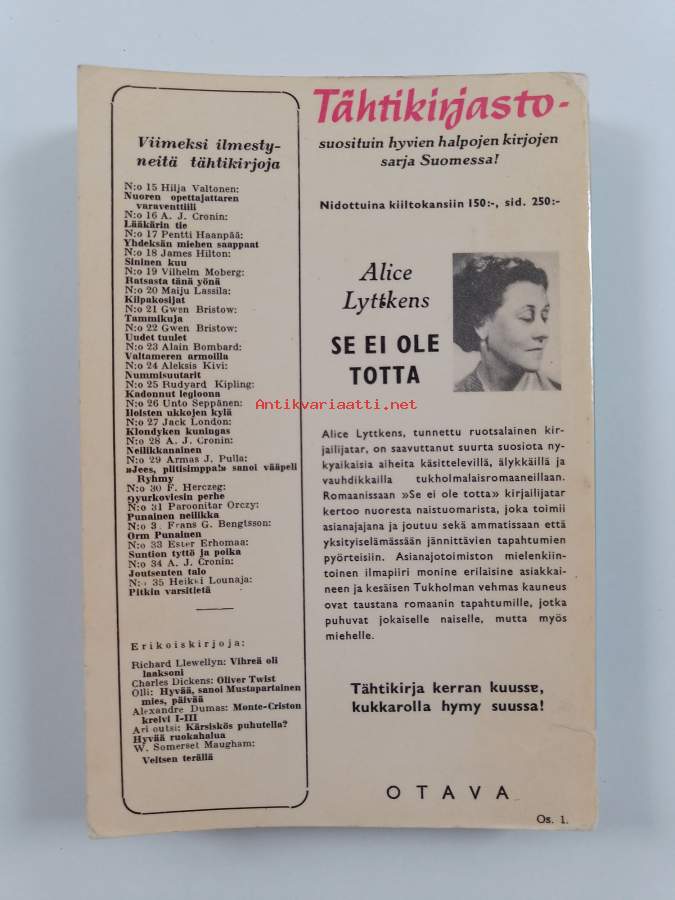 Viimeksi ilmesty-
neitä tähtikirjoja
N:o 15 Hilja Valtonen:
Nuoren opettajattaren
varaventtiili
N:o 16 A. J. Cronin:
Lääkärin tie
N:o 17 Pentti Haanpää:
Yhdeksän miehen saappaat
N:o 18 James Hilton:
Sininen kuu
N:o 19 Vilhelm Moberg:
Ratsasta tänä yönä
N:o 20 Maiju Lassila:
Kilpakosijat
N:o 21 Gwen Bristow:
Tammikuja
N:o 22 Gwen Bristow:
Uudet tuulet
N:o 23 Alain Bombard:
Valtameren armoilla
N:o 24 Aleksis Kivi:
Nummisuutarit
N:o 25 Rudyard Kipling:
Kadonnut legioona
N:o 26 Unto Seppänen:
Iloisten ukkojen kylä
N:o 27 Jack London:
Klondyken kuningas
N:o 28 A. J. Cronin:
Neilikkanainen
N:o 29 Armas J. Pulla:
»Jees, pliisimppa!» sanoi vääpeli
Ryhmy
N:o 30 F. Herczeg:
Gyurkoviesin perhe
N:o 31 Paroonitar Orczy:
Punainen neilikka
N:o 3 . Frans G. Bengtsson:
Orm Punainen
N:o 33 Ester Erhomaa:
Suntion tyttö ja poika
N:o 34 A. J. Cronin:
Joutsenten talo
N:o 35 Heikki Lounaja:
Pitkin varsitietä
Erikoiskirjoja:
Richard Llewellyn: Vihreä oli
laaksoni
Charles Dickens: Oliver Twist
Olli: Hyvää, sanoi Mustapartainen
mies, päivää
Alexandre Dumas: Monte-Criston
kreivi I-III
Ari outsi: Kärsiskös puhutella?
Hyvää ruokahalua
W. Somerset Maugham:
Veitsen terällä
Tähtikirjasto-
suosituin hyvien halpojen kirjojen
sarja Suomessa!
Nidottuina kiiltokansiin 150:-, sid. 250:-
Alice
Lyttkens
SE EI OLE
TOTTA
Antikvariaatti.net
Alice Lyttkens, tunnettu ruotsalainen kir-
jailijatar, on saavuttanut suurta suosiota ny-
kyaikaisia aiheita käsittelevillä, älykkäillä ja
vauhdikkailla tukholmalaisromaaneillaan.
Romaanissaan »Se ei ole totta» kirjailijatar
kertoo nuoresta naistuomarista, joka toimii
asianajajana ja joutuu sekä ammatissaan että
yksityiselämässään jännittävien tapahtumien
pyörteisiin. Asianajotoimiston mielenkiin-
toinen ilmapiiri monine erilaisine asiakkai-
neen ja kesäisen Tukholman vehmas kauneus
ovat taustana romaanin tapahtumille, jotka
puhuvat jokaiselle naiselle, mutta myös
miehelle.
Tähtikirja kerran kuussa,
kukkarolla hymy suussa!
OTAVA
Os. 1.